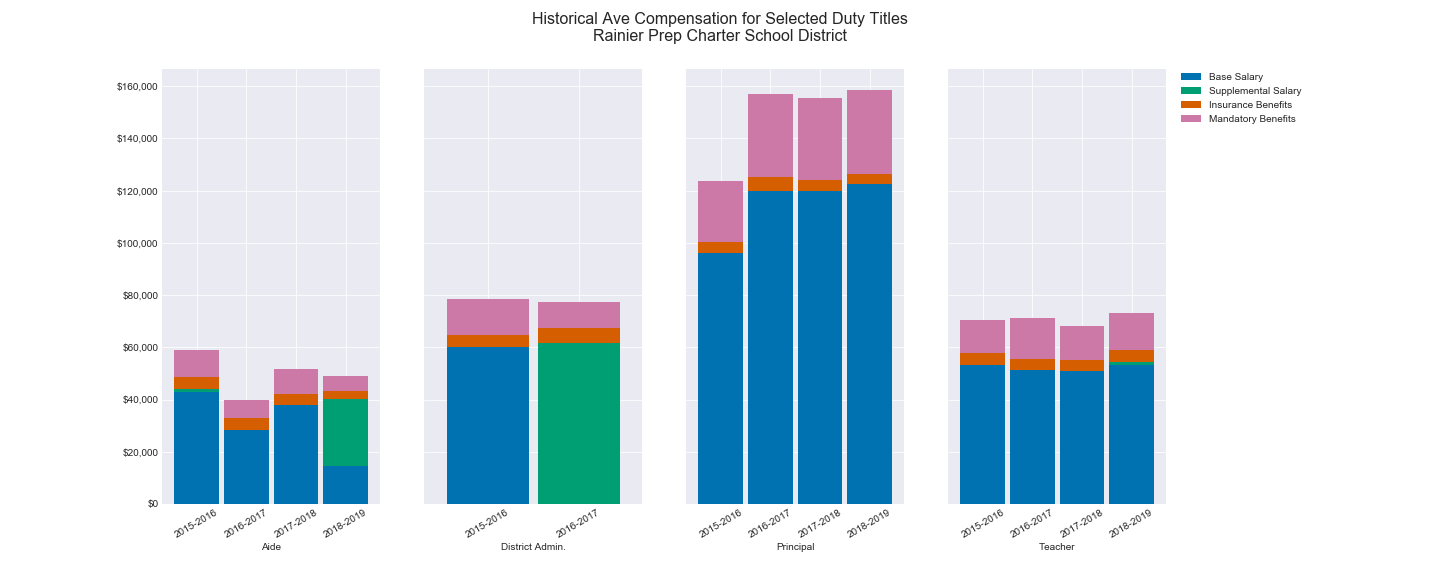 Historical Ave Compensation for Selected Duty Titles
Rainier Prep Charter School District
$160,000
$140,000
$120,000
$100,000
$80,000
$60,000
$40,000
$20,000
$0
2015-2016
2016-2017
2017-2018
2018-2019
Aide
2015-2016
2016-2017
District Admin.
2015-2016
2016-2017
2017-2018
2018-2019
Principal
2015-2016
2016-2017
2017-2018
2018-2019
Teacher
Base Salary
Supplemental Salary
Insurance Benefits
Mandatory Benefits